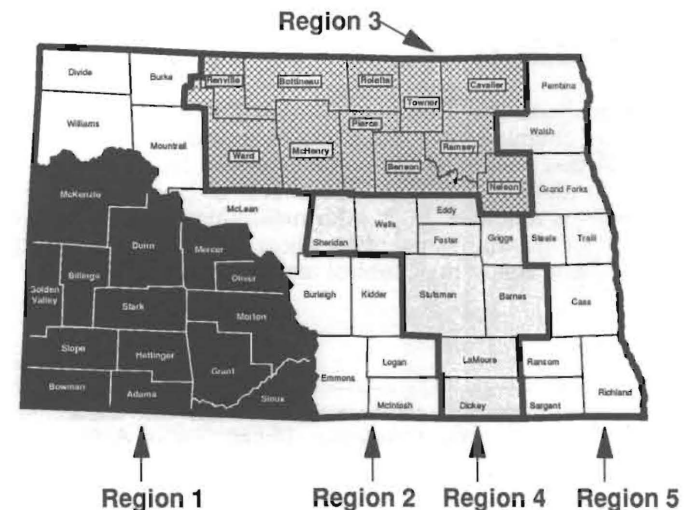 Region 3
Divide
Burke
Renville
Bottineau
Rolette
Towner
Cavalier
Pembina
Williams
Mountrail
Ward
McHenry
Pierce
Benson
Ramsey
Nelson
Walsh
Grand Forks
McKenzie
McLean
Dunn
Mercer
Oliver
Sheridan
Wells
Eddy
Foster
Griggs
Steele
Traill
Golden
Valley
Billings
Stark
Morton
Burleigh
Kidder
Stutsman
Barnes
Cass
Slope
Hettinger
Grant
Emmons
Logan
LaMoure
Ransom
Richland
Bowman
Adams
Sioux
McIntosh
Dickey
Sargent
Region 1
Region 2
Region 4
Region 5